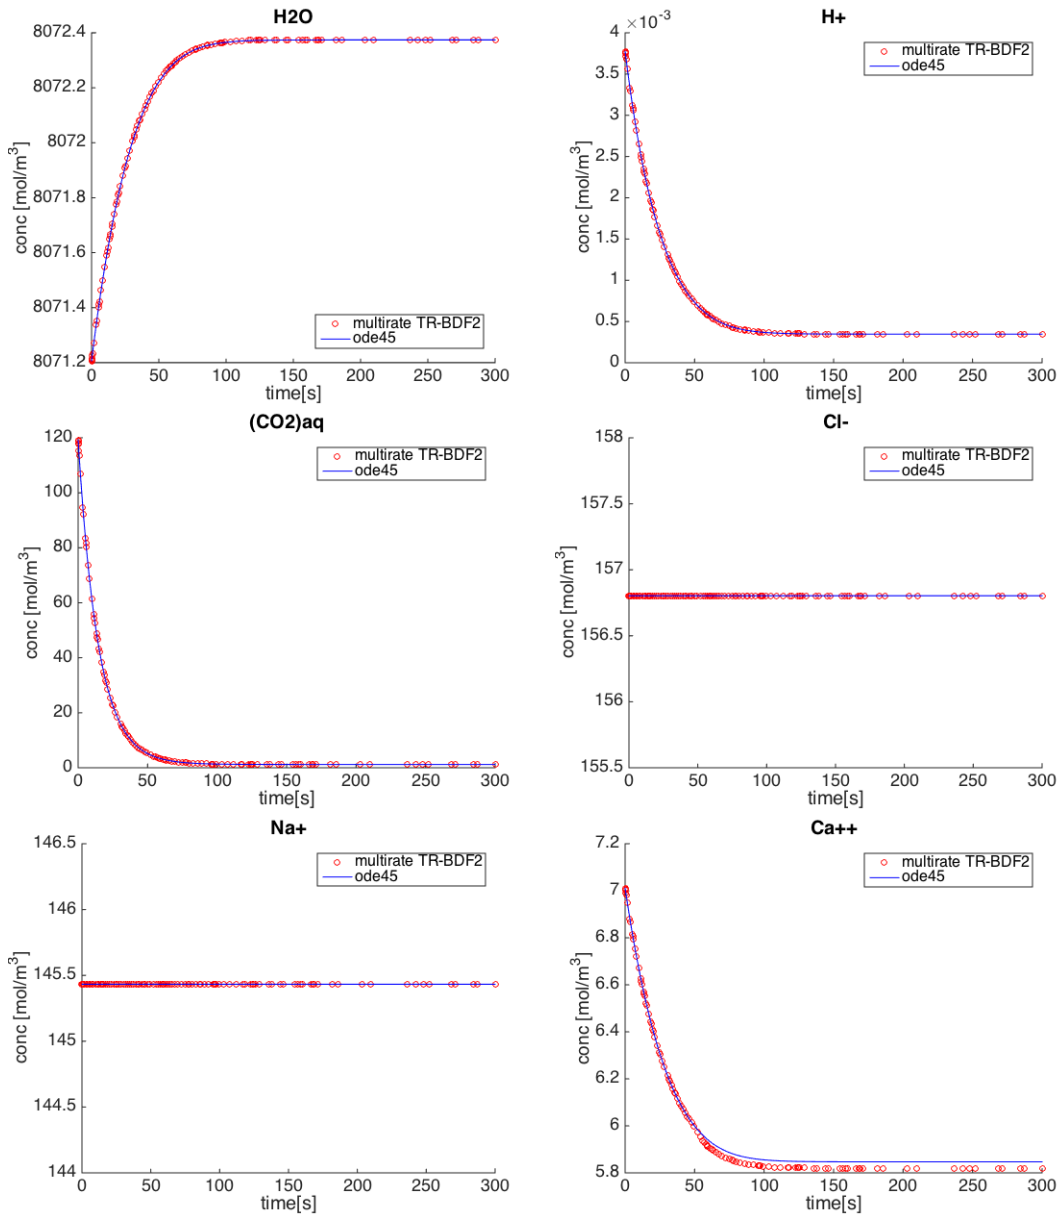 H2O
8072.4
8072.2
8072
8071.8
8071.6
8071.4
8071.2
conc [mol/m^3]
multirate TR-BDF2
ode45
0 50 100 150 200 250 300
time[s]
H+
×10^-3
4
3.5
3
2.5
2
1.5
1
0.5
0
conc [mol/m^3]
multirate TR-BDF2
ode45
0 50 100 150 200 250 300
time[s]
(CO2)aq
120
100
80
60
40
20
0
conc [mol/m^3]
multirate TR-BDF2
ode45
0 50 100 150 200 250 300
time[s]
Cl-
158
157.5
157
156.5
156
155.5
conc [mol/m^3]
multirate TR-BDF2
ode45
0 50 100 150 200 250 300
time[s]
Na+
146.5
146
145.5
145
144.5
144
conc [mol/m^3]
multirate TR-BDF2
ode45
0 50 100 150 200 250 300
time[s]
Ca++
7.2
7
6.8
6.6
6.4
6.2
6
5.8
conc [mol/m^3]
multirate TR-BDF2
ode45
0 50 100 150 200 250 300
time[s]